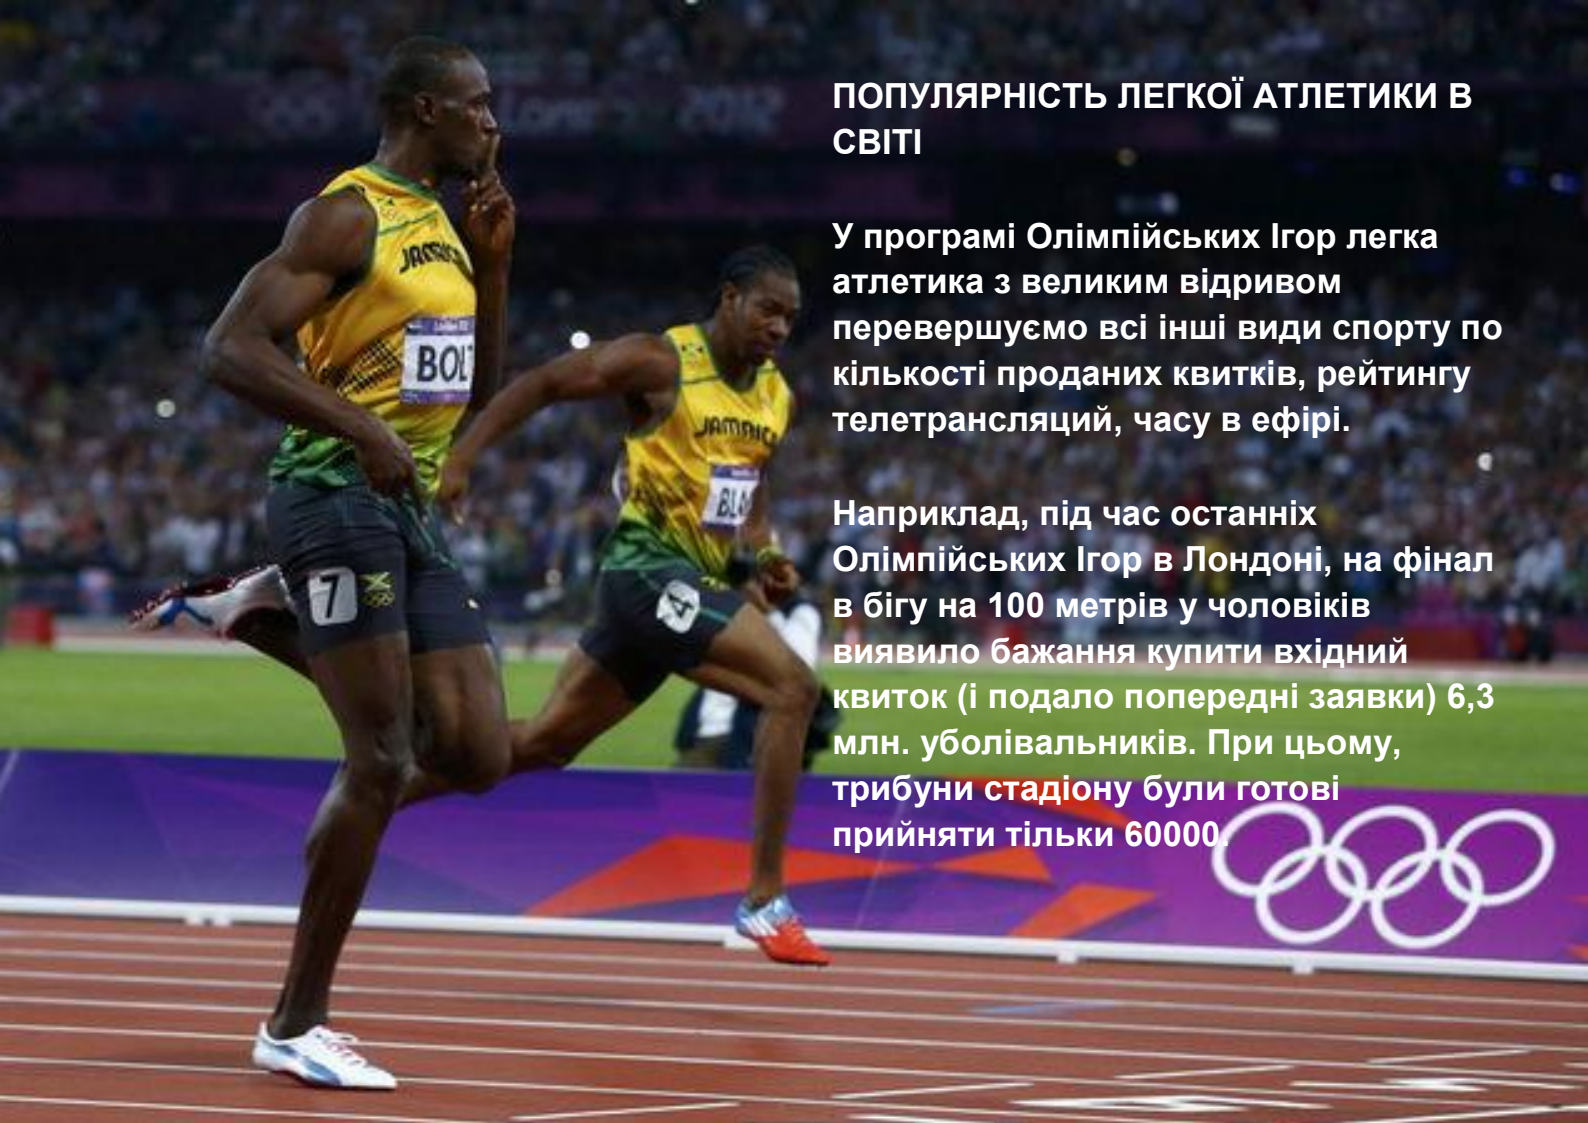 ПОПУЛЯРНІСТЬ ЛЕГКОЇ АТЛЕТИКИ В
СВІТІ
У програмі Олімпійських Ігор легка
атлетика з великим відривом
перевершуємо всі інші види спорту по
кількості проданих квитків, рейтингу
телетрансляцій, часу в ефірі.
Наприклад, під час останніх
Олімпійських Ігор в Лондоні, на фінал
в бігу на 100 метрів у чоловіків
виявило бажання купити вхідний
квиток (і подало попередні заявки) 6,3
млн. уболівальників. При цьому,
трибуни стадіону були готові
прийняти тільки 60000.
2012
JAMAICA
BOLT
7
JAMAICA
BLA
4